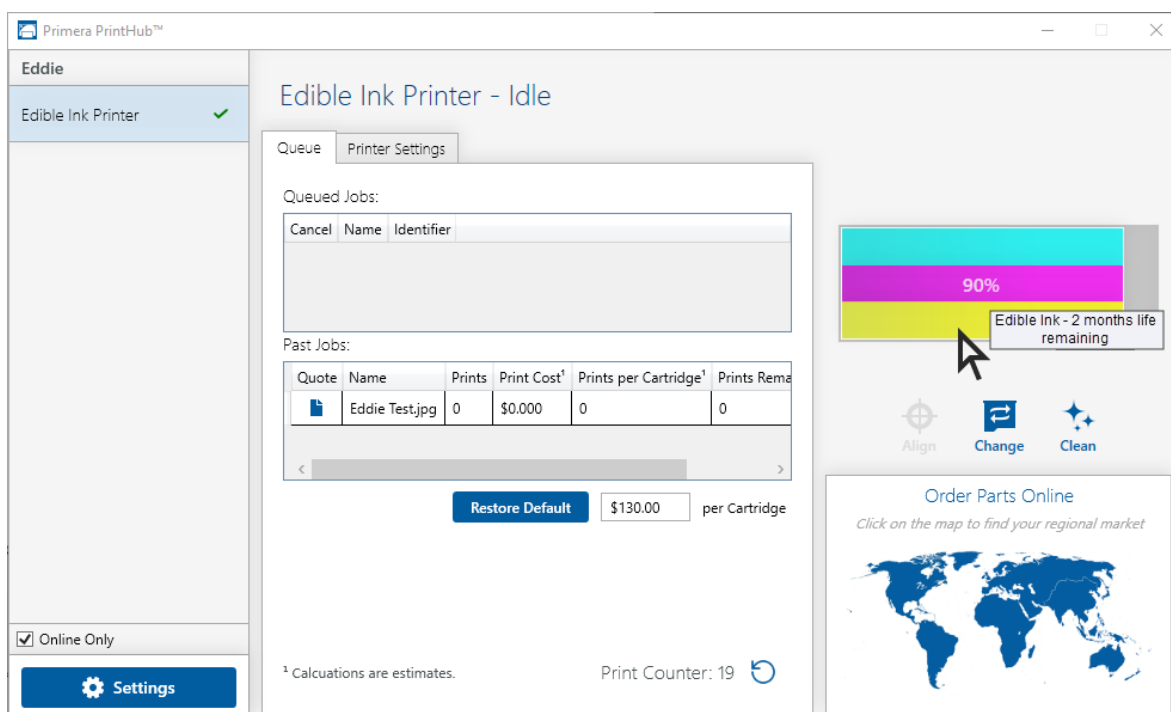 Primera PrintHub™
Eddie
Edible Ink Printer
Edible Ink Printer - Idle
Queue Printer Settings
Queued Jobs:
Cancel Name Identifier
90%
Edible Ink - 2 months life
remaining
Past Jobs:
Quote Name Prints Print Cost¹ Prints per Cartridge¹ Prints Rema
Eddie Test.jpg 0 $0.000 0 0
Align Change Clean
Restore Default $130.00 per Cartridge
Order Parts Online
Click on the map to find your regional market
Online Only
Settings
¹ Calcuations are estimates.
Print Counter: 19